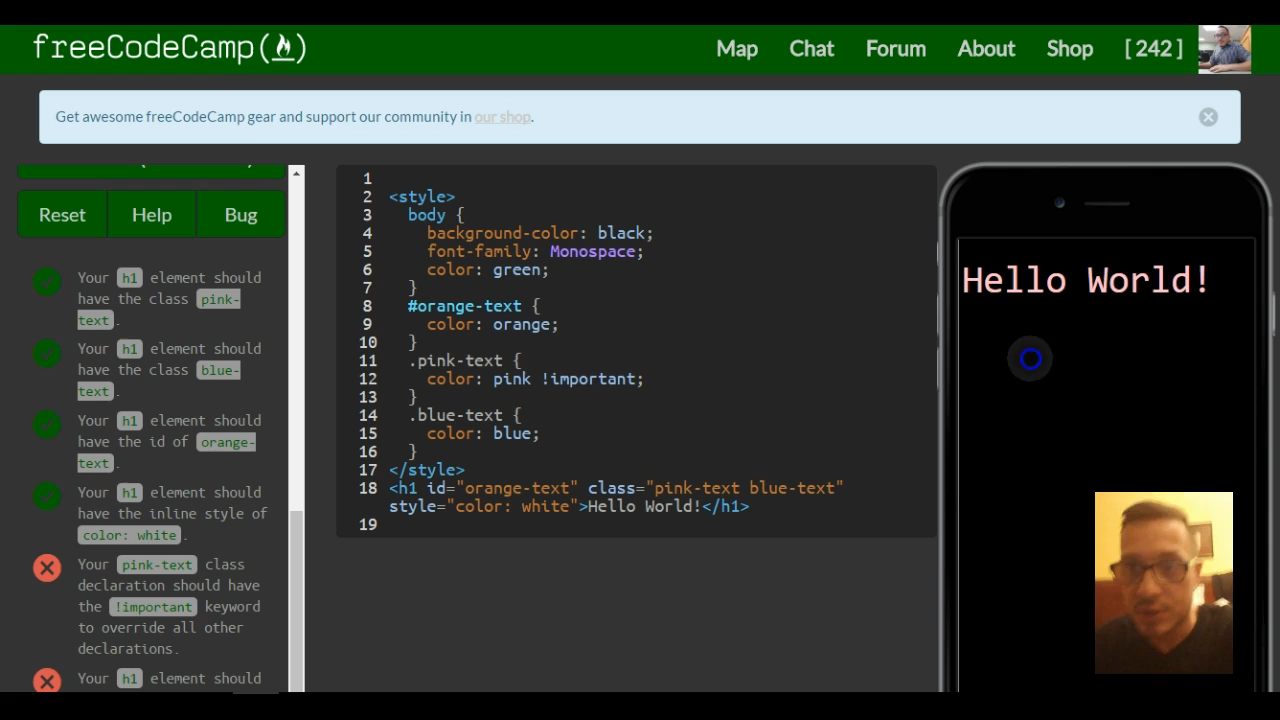 freeCodeCamp
Map Chat Forum About Shop [ 242 ]
Get awesome freeCodeCamp gear and support our community in our shop.
Reset Help Bug
Your h1 element should
have the class pink-
text.
Your h1 element should
have the class blue-
text.
Your h1 element should
have the id of orange-
text.
Your h1 element should
have the inline style of
color: white.
Your pink-text class
declaration should have
the !important keyword
to override all other
declarations.
Your h1 element should
1
2 <style>
3 body {
4 background-color: black;
5 font-family: Monospace;
6 color: green;
7 }
8 #orange-text {
9 color: orange;
10 }
11 .pink-text {
12 color: pink !important;
13 }
14 .blue-text {
15 color: blue;
16 }
17 </style>
18 <h1 id="orange-text" class="pink-text blue-text"
style="color: white">Hello World!</h1>
19
Hello World!